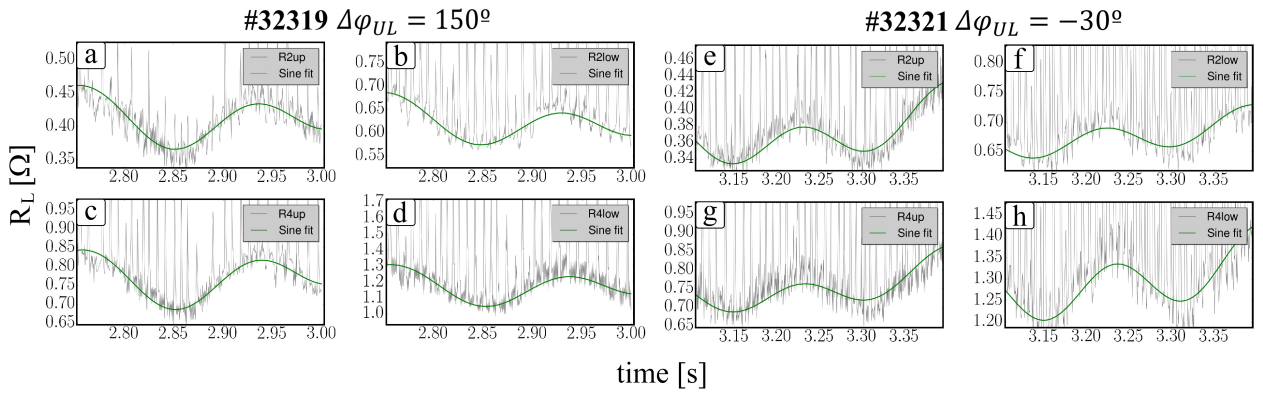 #32319 Δφ_UL = 150º
#32321 Δφ_UL = −30º
R_L [Ω]
a
R2up
Sine fit
0.50
0.45
0.40
0.35
2.80 2.85 2.90 2.95 3.00
b
R2low
Sine fit
0.75
0.70
0.65
0.60
0.55
2.80 2.85 2.90 2.95 3.00
e
R2up
Sine fit
0.46
0.44
0.42
0.40
0.38
0.36
0.34
3.15 3.20 3.25 3.30 3.35
f
R2low
Sine fit
0.80
0.75
0.70
0.65
3.15 3.20 3.25 3.30 3.35
c
R4up
Sine fit
0.95
0.90
0.85
0.80
0.75
0.70
0.65
2.80 2.85 2.90 2.95 3.00
d
R4low
Sine fit
1.7
1.6
1.5
1.4
1.3
1.2
1.1
1.0
2.80 2.85 2.90 2.95 3.00
g
R4up
Sine fit
0.95
0.90
0.85
0.80
0.75
0.70
0.65
3.15 3.20 3.25 3.30 3.35
h
R4low
Sine fit
1.45
1.40
1.35
1.30
1.25
1.20
3.15 3.20 3.25 3.30 3.35
time [s]